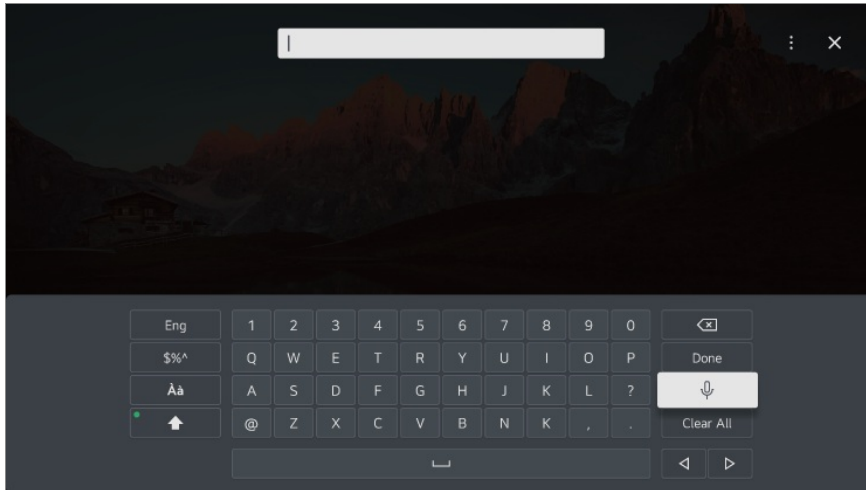 Eng 1 2 3 4 5 6 7 8 9 0
$%^ Q W E T R Y U I O P Done
Àà A S D F G H J K L ?
@ Z X C V B N K , . Clear All